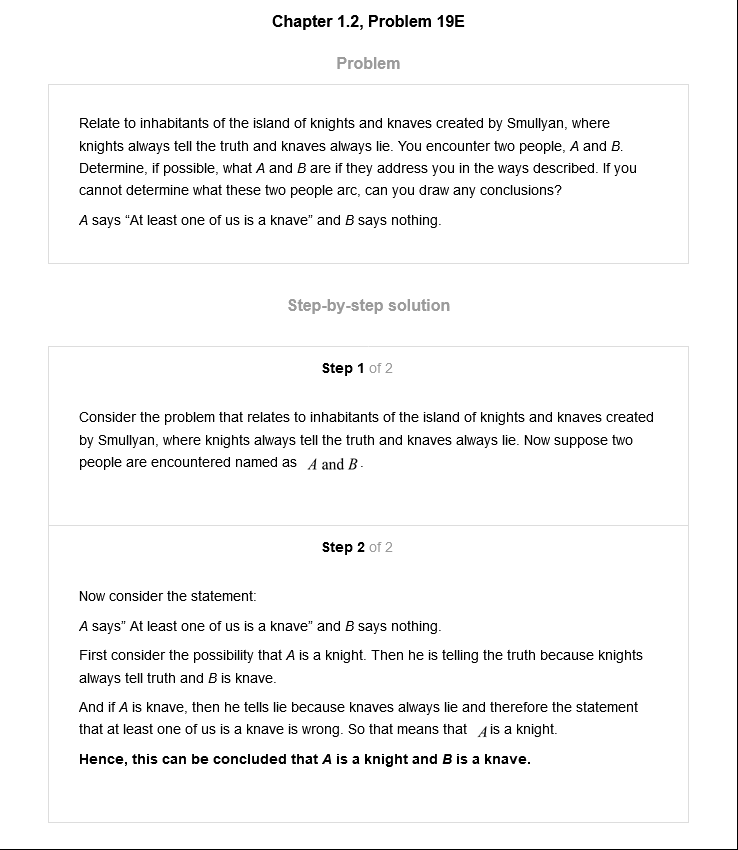 Chapter 1.2, Problem 19E
Problem
Relate to inhabitants of the island of knights and knaves created by Smullyan, where
knights always tell the truth and knaves always lie. You encounter two people, A and B.
Determine, if possible, what A and B are if they address you in the ways described. If you
cannot determine what these two people arc, can you draw any conclusions?
A says “At least one of us is a knave” and B says nothing.
Step-by-step solution
Step 1 of 2
Consider the problem that relates to inhabitants of the island of knights and knaves created
by Smullyan, where knights always tell the truth and knaves always lie. Now suppose two
people are encountered named as A and B.
Step 2 of 2
Now consider the statement:
A says” At least one of us is a knave” and B says nothing.
First consider the possibility that A is a knight. Then he is telling the truth because knights
always tell truth and B is knave.
And if A is knave, then he tells lie because knaves always lie and therefore the statement
that at least one of us is a knave is wrong. So that means that A is a knight.
Hence, this can be concluded that A is a knight and B is a knave.